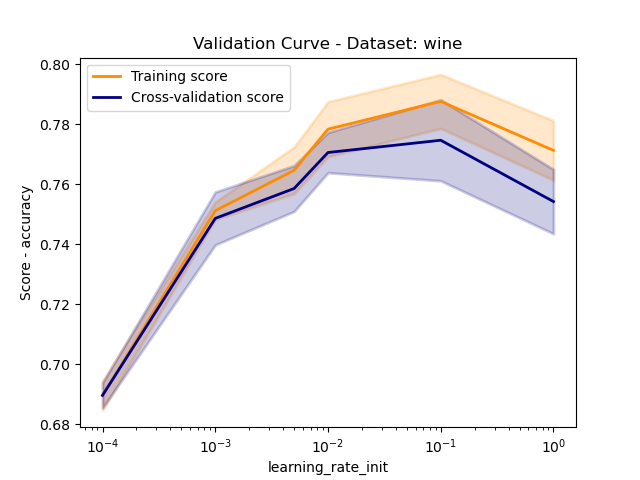 Validation Curve - Dataset: wine
Training score
Cross-validation score
0.80
0.78
0.76
0.74
0.72
0.70
0.68
Score - accuracy
10⁻⁴
10⁻³
10⁻²
10⁻¹
10⁰
learning_rate_init